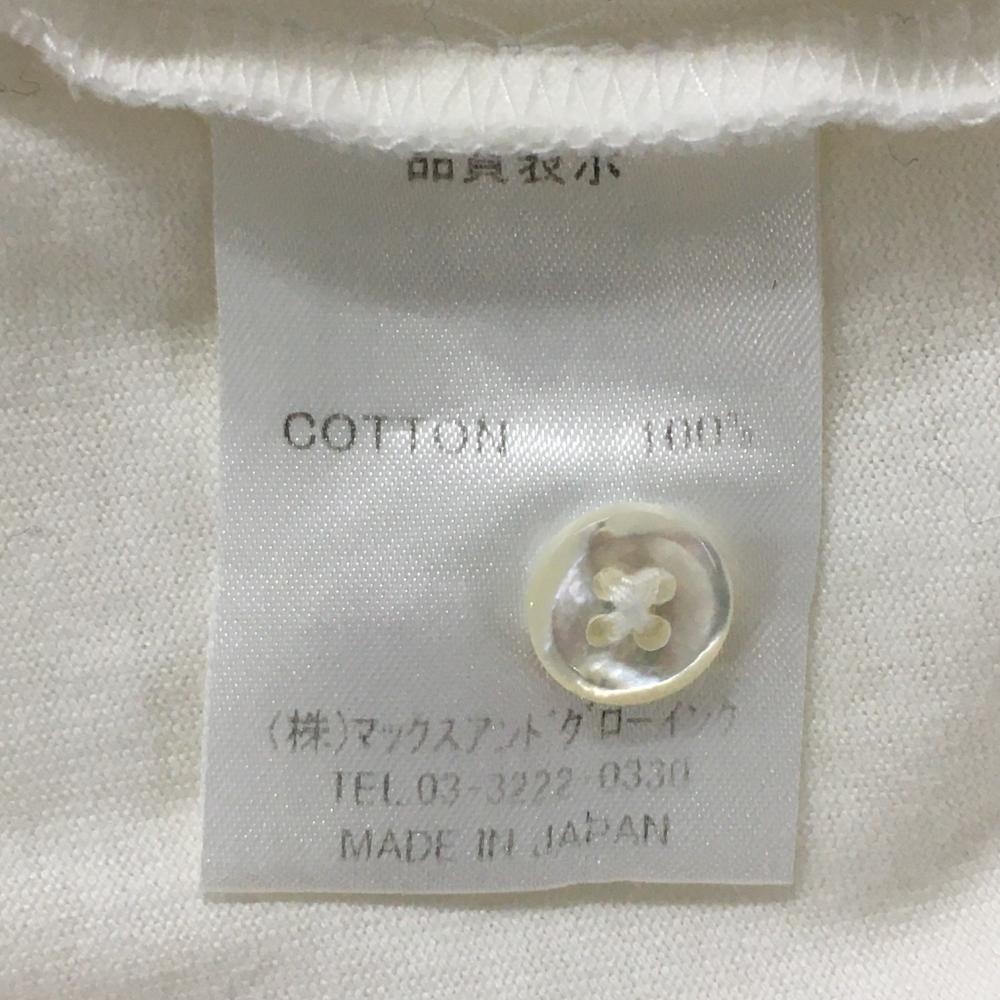 品質表示
COTTON 100%
(株)マックスアンドグローイング
TEL.03-3222-0330
MADE IN JAPAN